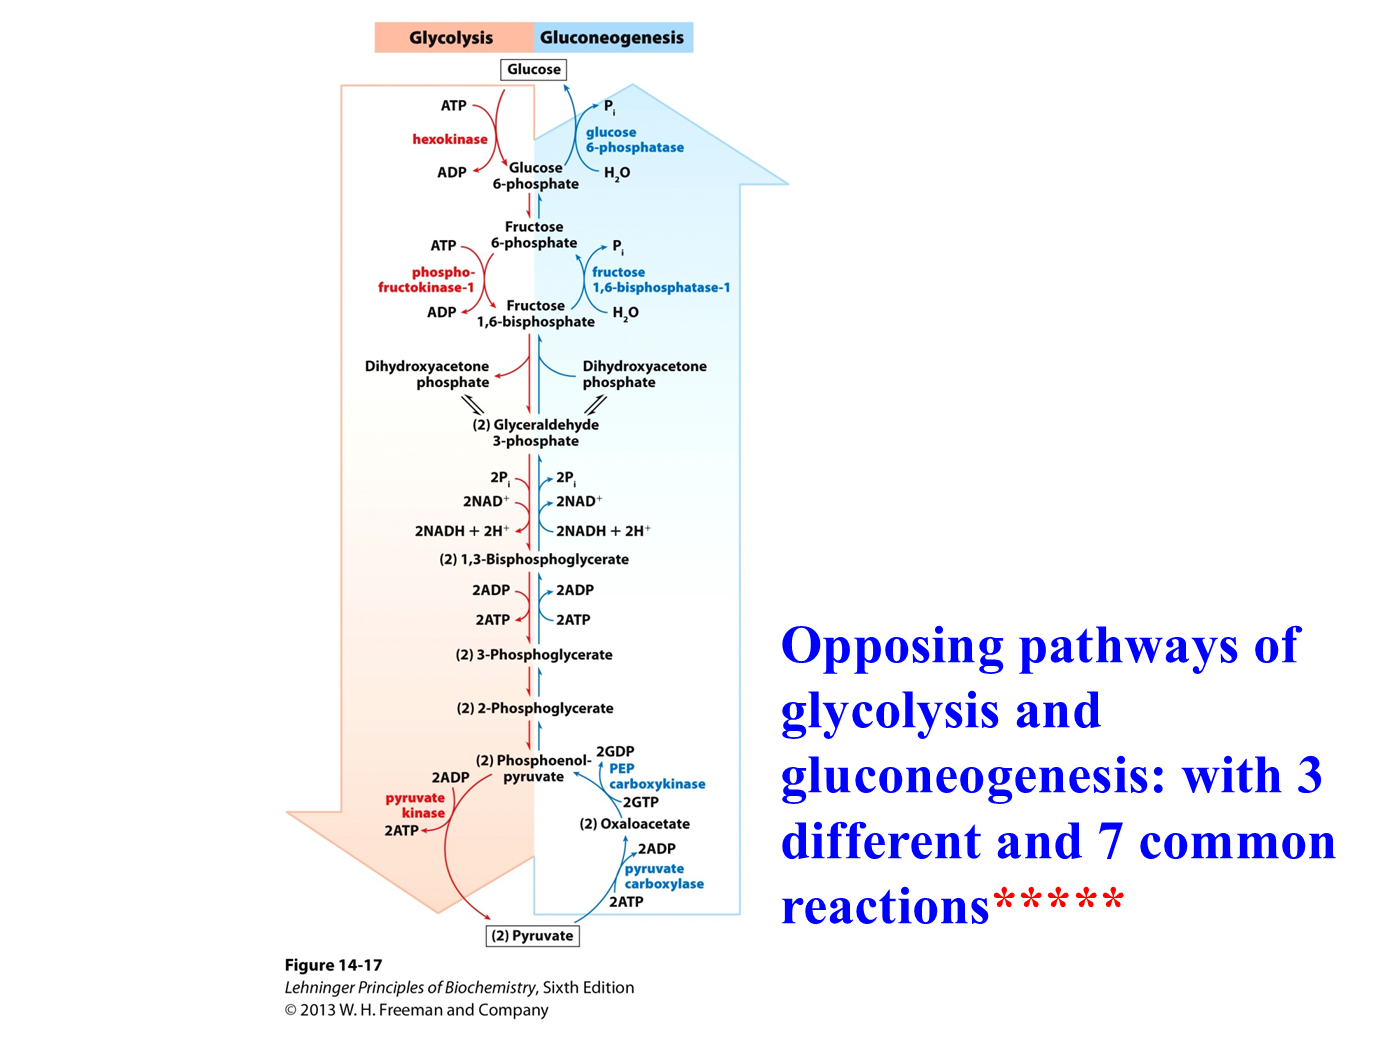 Glycolysis Gluconeogenesis
Glucose
ATP
Pi
hexokinase
glucose
6-phosphatase
ADP
H2O
Glucose
6-phosphate
Fructose
6-phosphate
ATP
Pi
phospho-
fructokinase-1
fructose
1,6-bisphosphatase-1
ADP
H2O
Fructose
1,6-bisphosphate
Dihydroxyacetone
phosphate
Dihydroxyacetone
phosphate
(2) Glyceraldehyde
3-phosphate
2Pi 2Pi
2NAD+ 2NAD+
2NADH + 2H+ 2NADH + 2H+
(2) 1,3-Bisphosphoglycerate
2ADP 2ADP
2ATP 2ATP
(2) 3-Phosphoglycerate
(2) 2-Phosphoglycerate
(2) Phosphoenol-
pyruvate
2GDP
PEP
carboxykinase
2GTP
2ADP
pyruvate
kinase
2ATP
(2) Oxaloacetate
2ADP
pyruvate
carboxylase
2ATP
(2) Pyruvate
Opposing pathways of
glycolysis and
gluconeogenesis: with 3
different and 7 common
reactions*****
Figure 14-17
Lehninger Principles of Biochemistry, Sixth Edition
© 2013 W. H. Freeman and Company